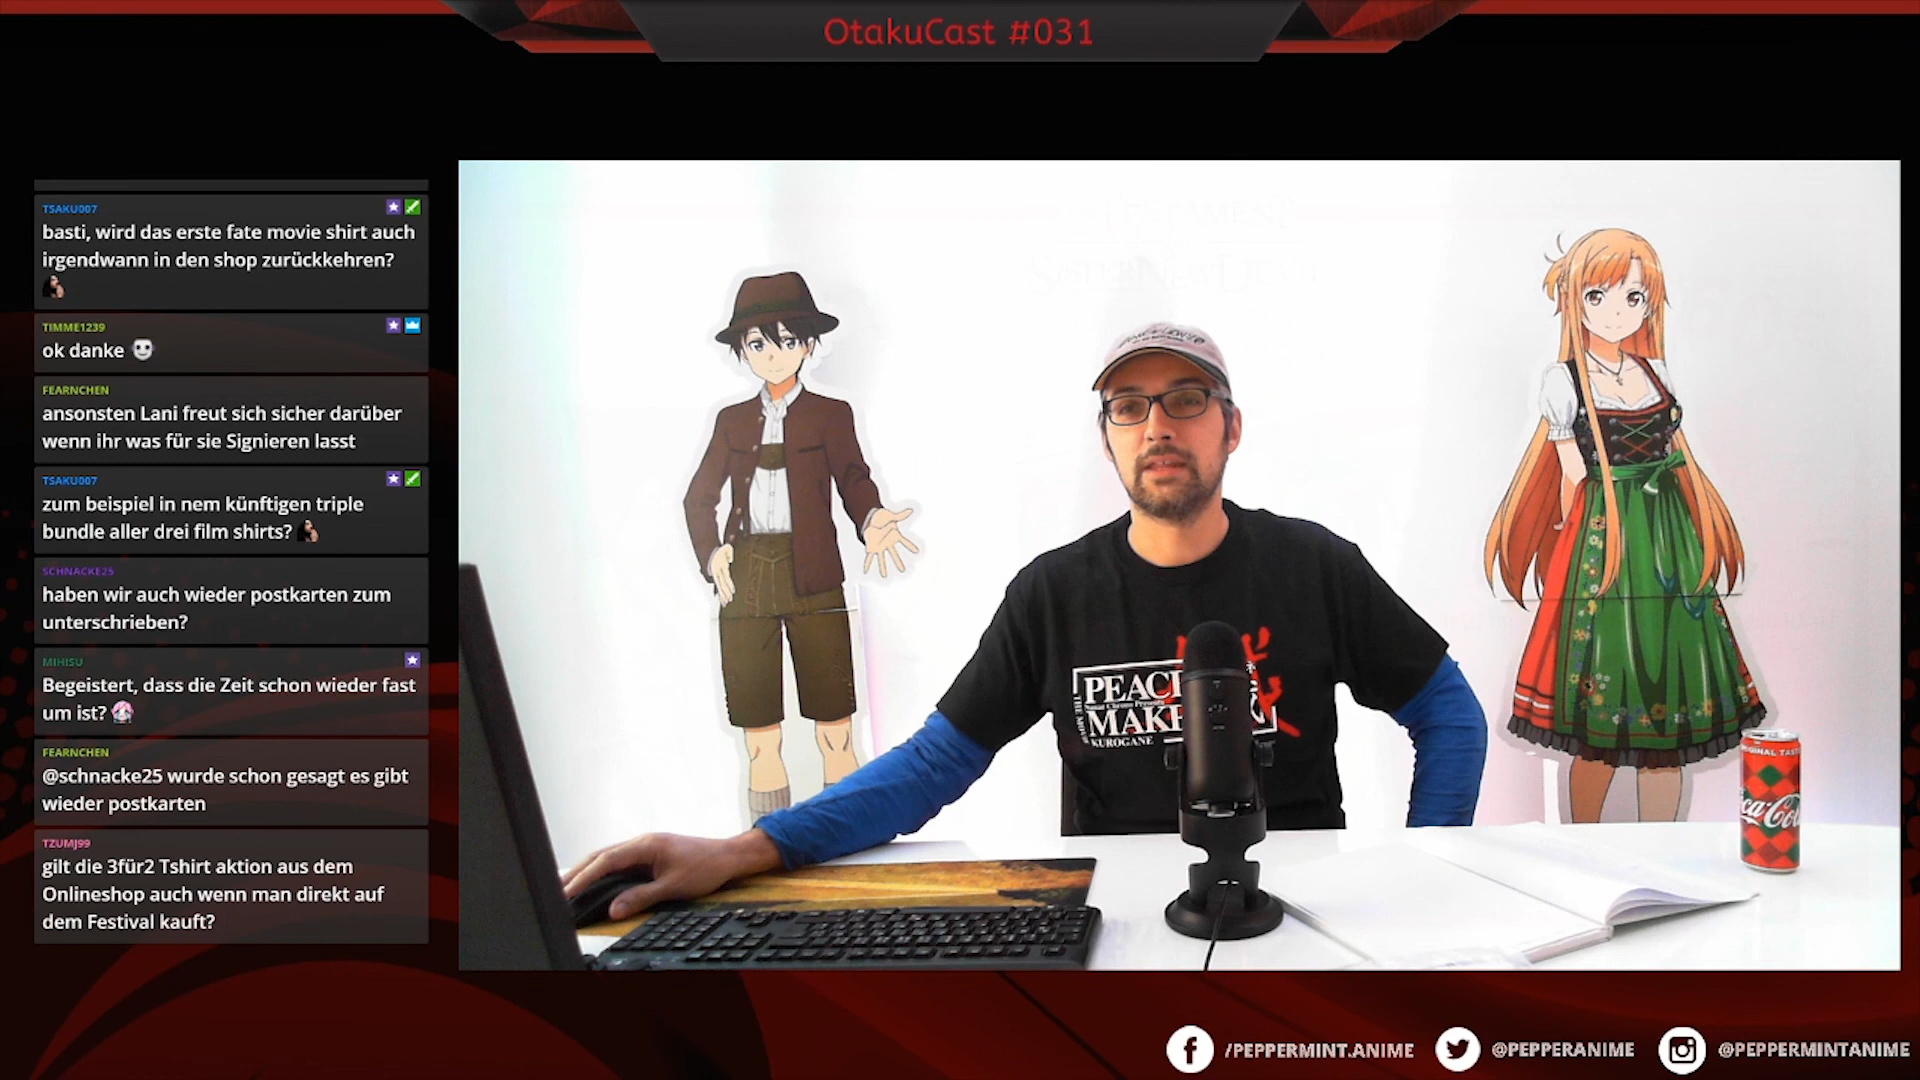 OtakuCast #031
TSAKU007
basti, wird das erste fate movie shirt auch
irgendwann in den shop zurückkehren?
TIMME1239
ok danke
FEARNCHEN
ansonsten Lani freut sich sicher darüber
wenn ihr was für sie Signieren lasst
TSAKU007
zum beispiel in nem künftigen triple
bundle aller drei film shirts?
SCHNACKE25
haben wir auch wieder postkarten zum
unterschrieben?
MIHISU
Begeistert, dass die Zeit schon wieder fast
um ist?
FEARNCHEN
@schnacke25 wurde schon gesagt es gibt
wieder postkarten
TZUMJ99
gilt die 3für2 Tshirt aktion aus dem
Onlineshop auch wenn man direkt auf
dem Festival kauft?
TESTAMENT
PEAC
MAKE
KUROGANE
THE MOVIE
/PEPPERMINT.ANIME
@PEPPERANIME
@PEPPERMINTANIME